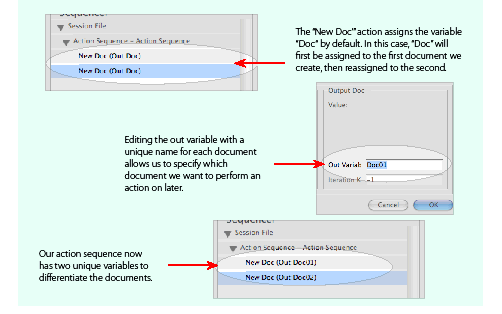 Sequencer
Session File
Action Sequence - Action Sequence
New Doc (Out Doc)
New Doc (Out Doc)
The "New Doc" action assigns the variable
"Doc" by default. In this case, "Doc" will
first be assigned to the first document we
create, then reassigned to the second.
Output Doc
Value:
Out Variab: Doc01
Iteration K -1
Cancel OK
Editing the out variable with a
unique name for each document
allows us to specify which
document we want to perform an
action on later.
Sequencer
Session File
Action Sequence - Action Sequence
New Doc (Out Doc01)
New Doc (Out Doc02)
Our action sequence now
has two unique variables to
differentiate the documents.